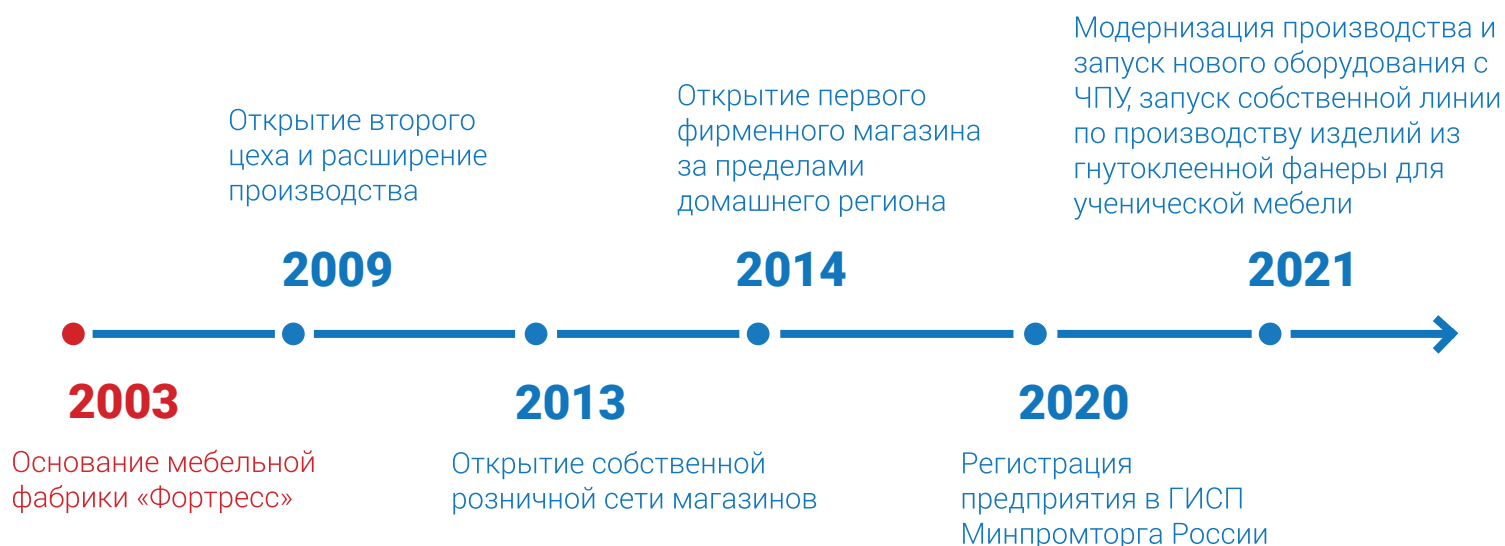 Основание мебельной
фабрики «Фортресс»
2003
Открытие второго
цеха и расширение
производства
2009
2013
Открытие собственной
розничной сети магазинов
Открытие первого
фирменного магазина
за пределами
домашнего региона
2014
2020
Регистрация
предприятия в ГИСП
Минпромторга России
Модернизация производства и
запуск нового оборудования с
ЧПУ, запуск собственной линии
по производству изделий из
гнутоклеенной фанеры для
ученической мебели
2021